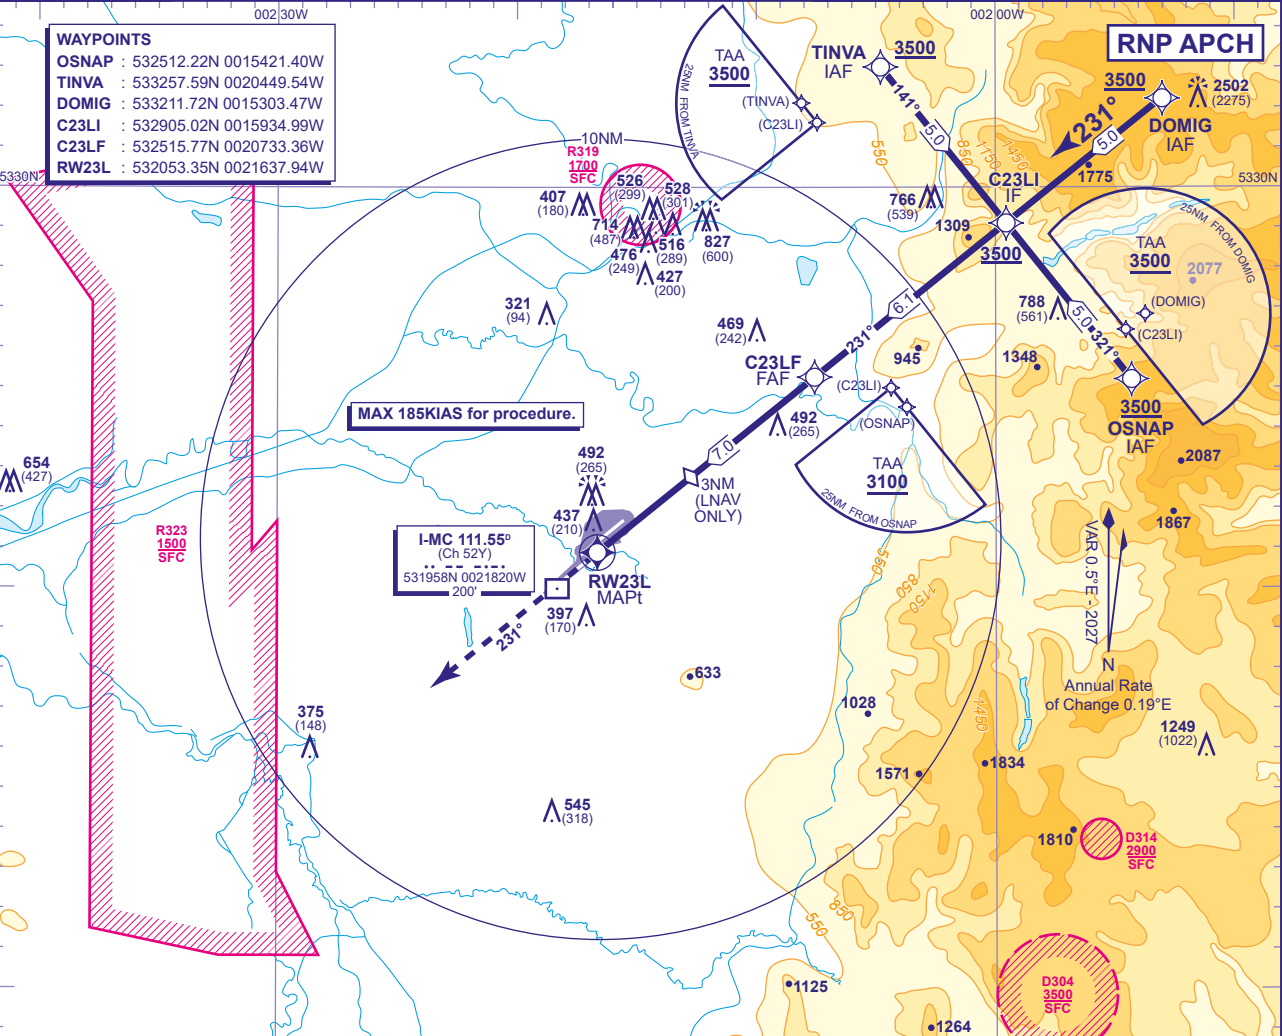 002 30W
002 00W
WAYPOINTS
OSNAP : 532512.22N 0015421.40W
TINVA : 533257.59N 0020449.54W
DOMIG : 533211.72N 0015303.47W
C23LI : 532905.02N 0015934.99W
C23LF : 532515.77N 0020733.36W
RW23L : 532053.35N 0021637.94W
RNP APCH
TAA
3500
25NM FROM TINVA
(TINVA)
(C23LI)
TINVA
IAF
3500
141°
5.0
3500
2502
(2275)
DOMIG
IAF
231°
5.0
1775
550
850
1150
1450
5330N
5330N
10NM
R319
1700
SFC
407
(180)
526
(299)
528
(301)
714
(487)
516
(289)
476
(249)
427
(200)
827
(600)
766
(539)
1309
C23LI
IF
3500
TAA
3500
25NM FROM DOMIG
2077
(DOMIG)
(C23LI)
788
(561)
5.0
321°
3500
OSNAP
IAF
321
(94)
469
(242)
6.1
231°
945
1348
C23LF
FAF
(C23LI)
(OSNAP)
TAA
3100
25NM FROM OSNAP
MAX 185KIAS for procedure.
492
(265)
7.0
3NM
(LNAV
ONLY)
492
(265)
437
(210)
654
(427)
R323
1500
SFC
I-MC 111.55D
(Ch 52Y)
.. -- -.-.
531958N 0021820W
200'
RW23L
MAPt
397
(170)
231°
2087
1867
VAR 0.5°E - 2027
N
Annual Rate
of Change 0.19°E
550
850
1150
633
1028
1450
1249
(1022)
375
(148)
1571
1834
545
(318)
1810
D314
2900
SFC
850
550
1125
D304
3500
SFC
1264